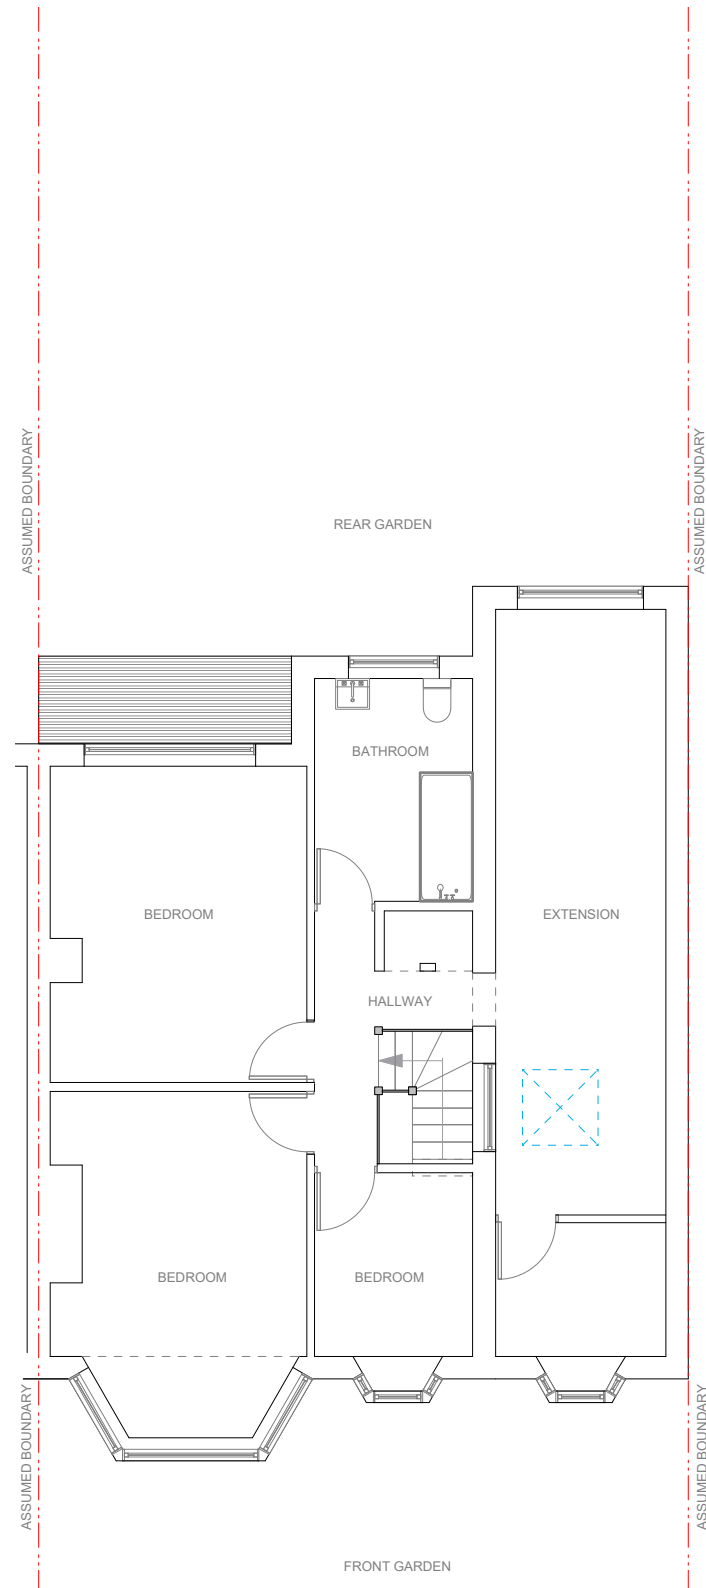 ASSUMED BOUNDARY
ASSUMED BOUNDARY
REAR GARDEN
BATHROOM
BEDROOM
EXTENSION
HALLWAY
BEDROOM
BEDROOM
ASSUMED BOUNDARY
ASSUMED BOUNDARY
FRONT GARDEN